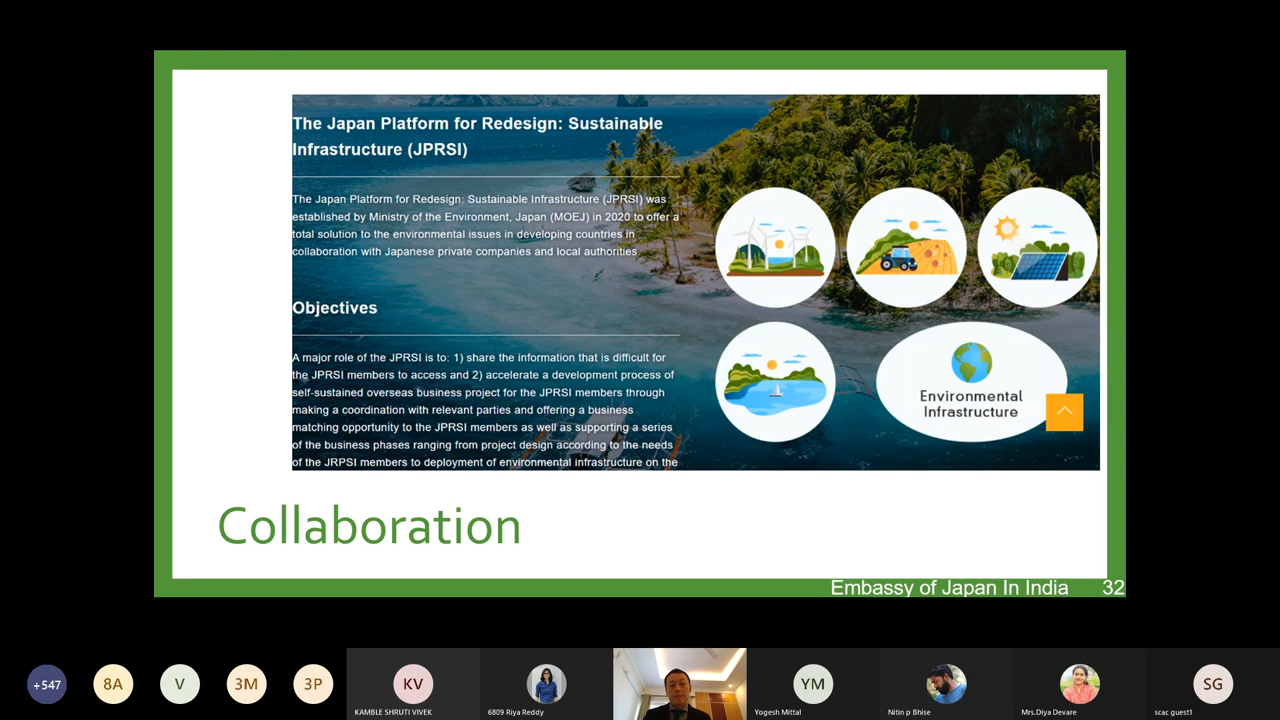 The Japan Platform for Redesign: Sustainable
Infrastructure (JPRSI)
The Japan Platform for Redesign: Sustainable Infrastructure (JPRSI) was
established by Ministry of the Environment, Japan (MOEJ) in 2020 to offer a
total solution to the environmental issues in developing countries in
collaboration with Japanese private companies and local authorities.
Objectives
A major role of the JPRSI is to: 1) share the information that is difficult for
the JPRSI members to access and 2) accelerate a development process of
self-sustained overseas business project for the JPRSI members through
making a coordination with relevant parties and offering a business
matching opportunity to the JPRSI members as well as supporting a series
of the business phases ranging from project design according to the needs
of the JRPSI members to deployment of environmental infrastructure on the
Environmental
Infrastructure
Collaboration
Embassy of Japan In India 32
+547
8A
V
3M
3P
KV
KAMBLE SHRUTI VIVEK
6809 Riya Reddy
YM
Yogesh Mittal
Nitin p Bhise
Mrs.Diya Devare
SG
scac guest1